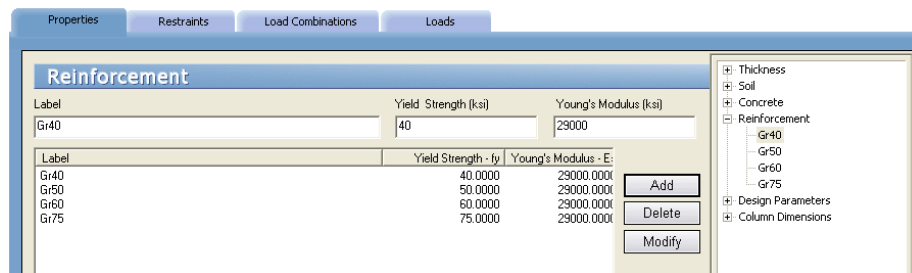 Properties Restraints Load Combinations Loads
Reinforcement
Label Yield Strength (ksi) Young's Modulus (ksi)
Gr40 40 29000
Label Yield Strength - fy Young's Modulus - E
Gr40 40.0000 29000.0000
Gr50 50.0000 29000.0000
Gr60 60.0000 29000.0000
Gr75 75.0000 29000.0000
Add
Delete
Modify
Thickness
Soil
Concrete
Reinforcement
Gr40
Gr50
Gr60
Gr75
Design Parameters
Column Dimensions